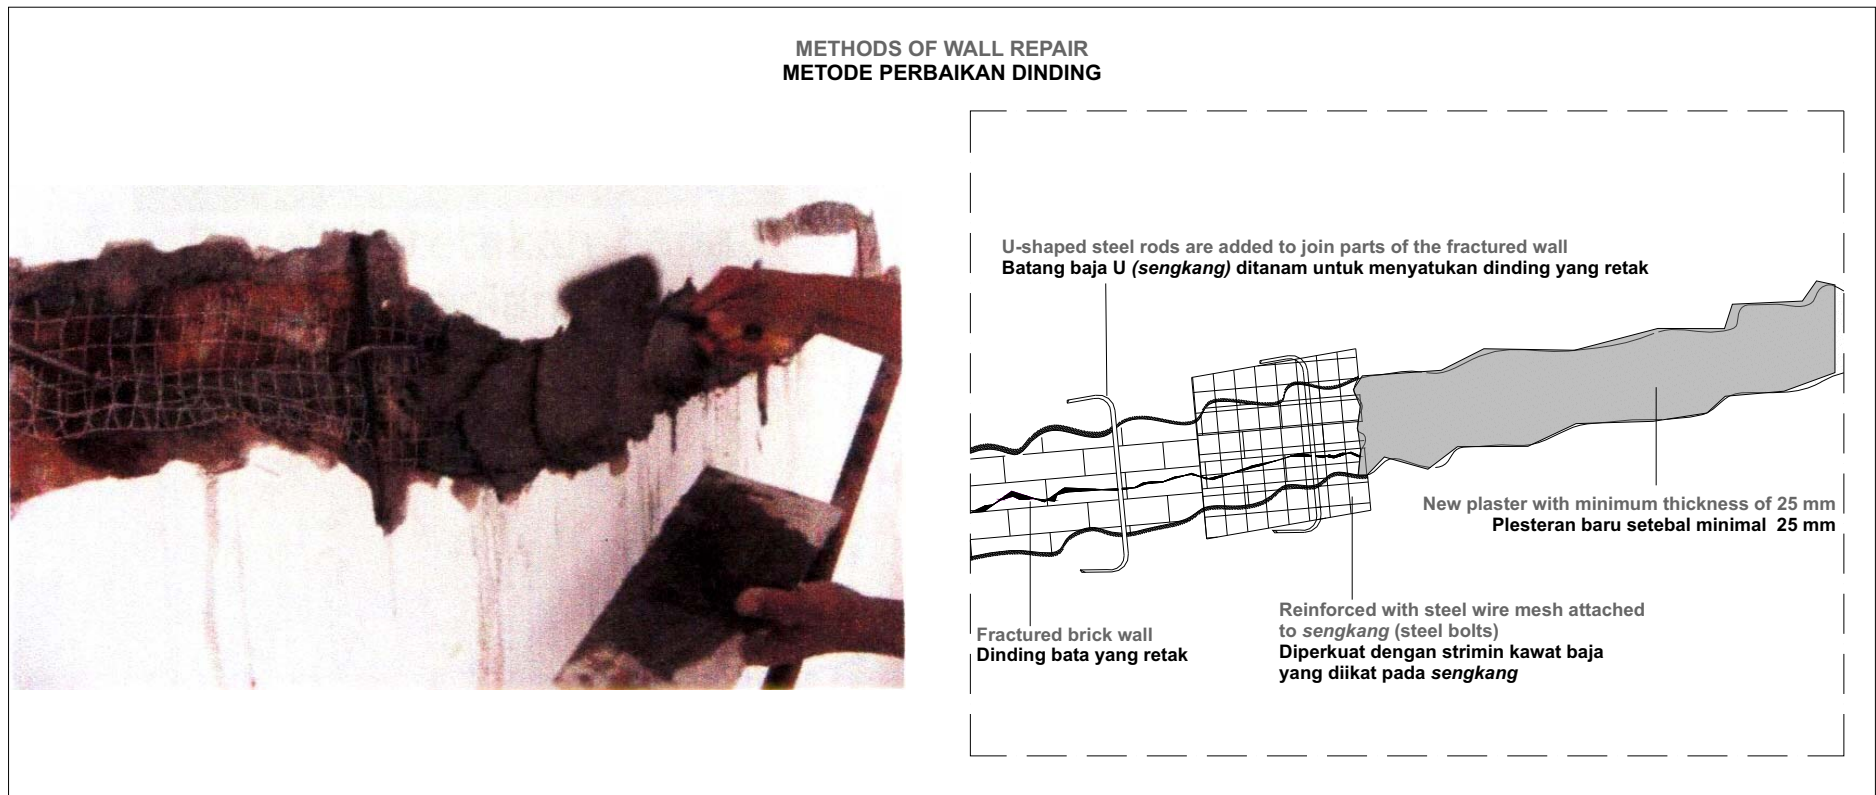 METHODS OF WALL REPAIR
METODE PERBAIKAN DINDING
U-shaped steel rods are added to join parts of the fractured wall
Batang baja U (sengkang) ditanam untuk menyatukan dinding yang retak
New plaster with minimum thickness of 25 mm
Plesteran baru setebal minimal 25 mm
Fractured brick wall
Dinding bata yang retak
Reinforced with steel wire mesh attached
to sengkang (steel bolts)
Diperkuat dengan strimin kawat baja
yang diikat pada sengkang